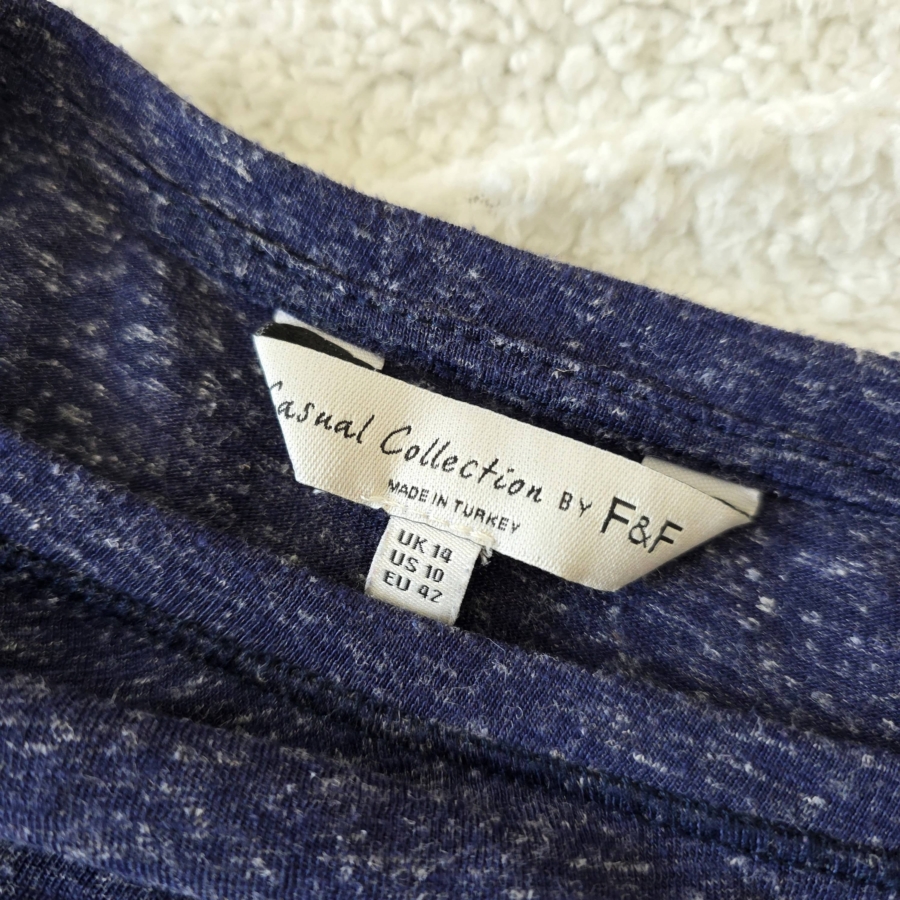 Casual Collection BY F&F
MADE IN TURKEY
UK 14
US 10
EU 42